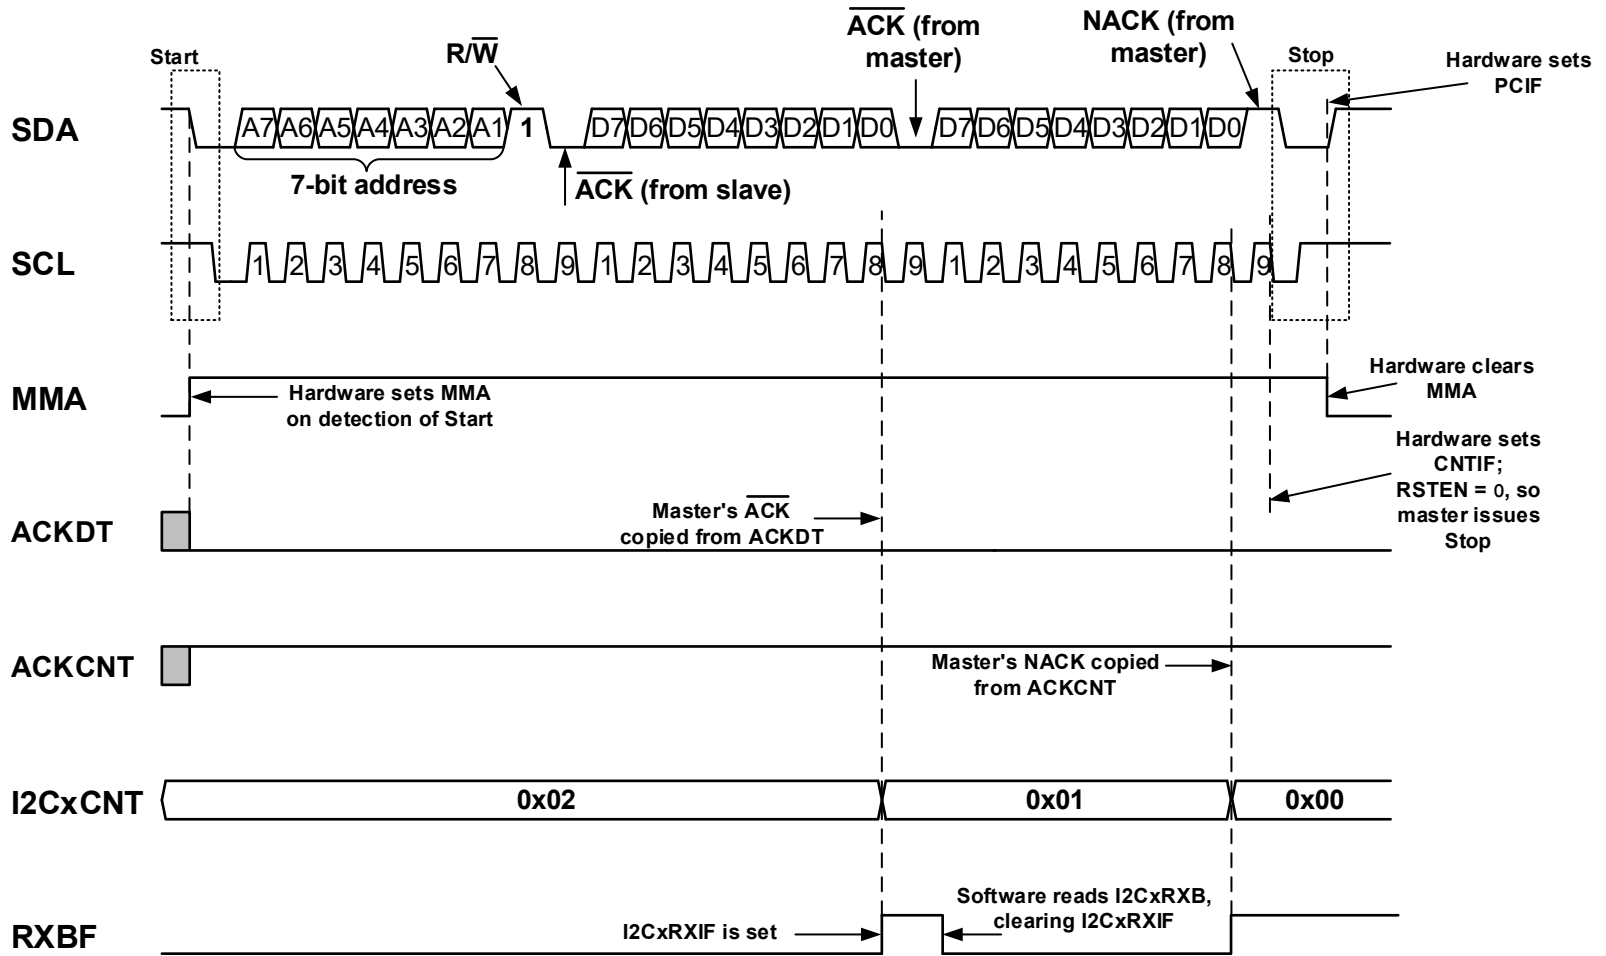 Start
R/W
ACK (from
master)
NACK (from
master)
Stop
Hardware sets
PCIF
SDA
A7 A6 A5 A4 A3 A2 A1 1 D7 D6 D5 D4 D3 D2 D1 D0 D7 D6 D5 D4 D3 D2 D1 D0
7-bit address
ACK (from slave)
SCL
1 2 3 4 5 6 7 8 9 1 2 3 4 5 6 7 8 9 1 2 3 4 5 6 7 8 9
MMA
Hardware sets MMA
on detection of Start
Hardware clears
MMA
Hardware sets
CNTIF;
RSTEN = 0, so
master issues
Stop
ACKDT
Master's ACK
copied from ACKDT
ACKCNT
Master's NACK copied
from ACKCNT
I2CxCNT
0x02
0x01
0x00
RXBF
I2CxRXIF is set
Software reads I2CxRXB,
clearing I2CxRXIF